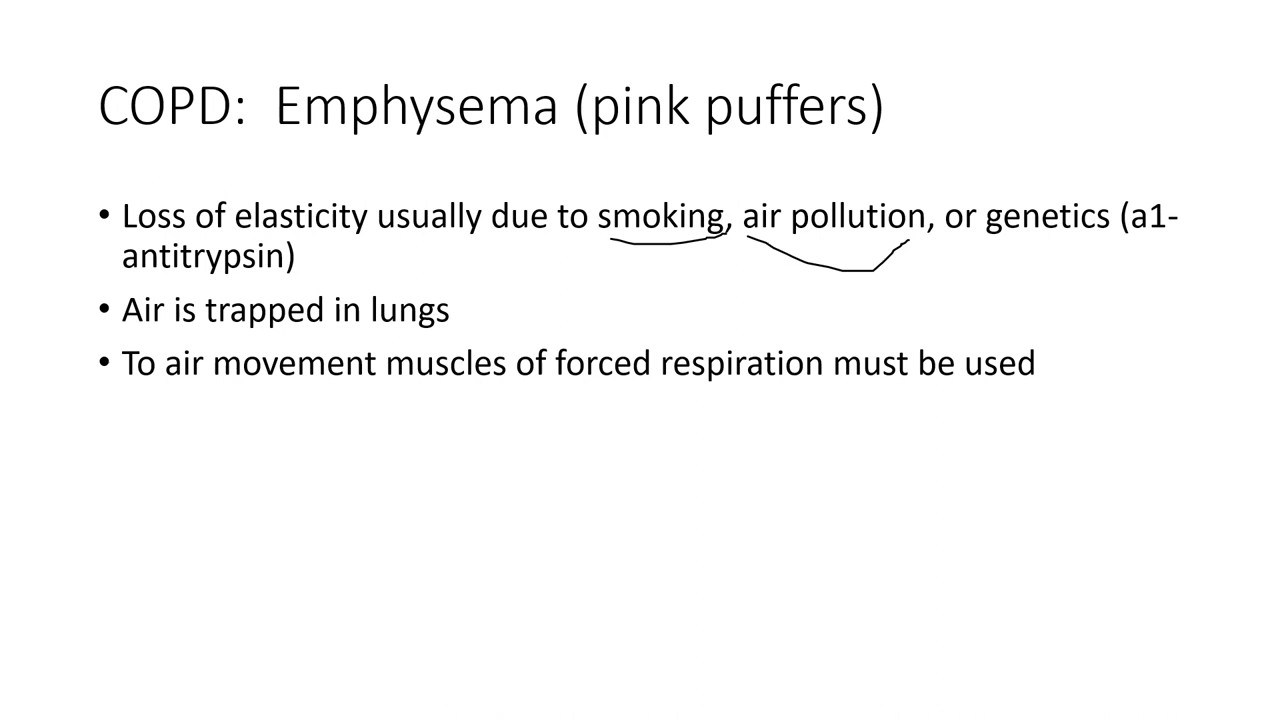 COPD:  Emphysema (pink puffers)
• Loss of elasticity usually due to smoking, air pollution, or genetics (a1-
antitrypsin)
• Air is trapped in lungs
• To air movement muscles of forced respiration must be used